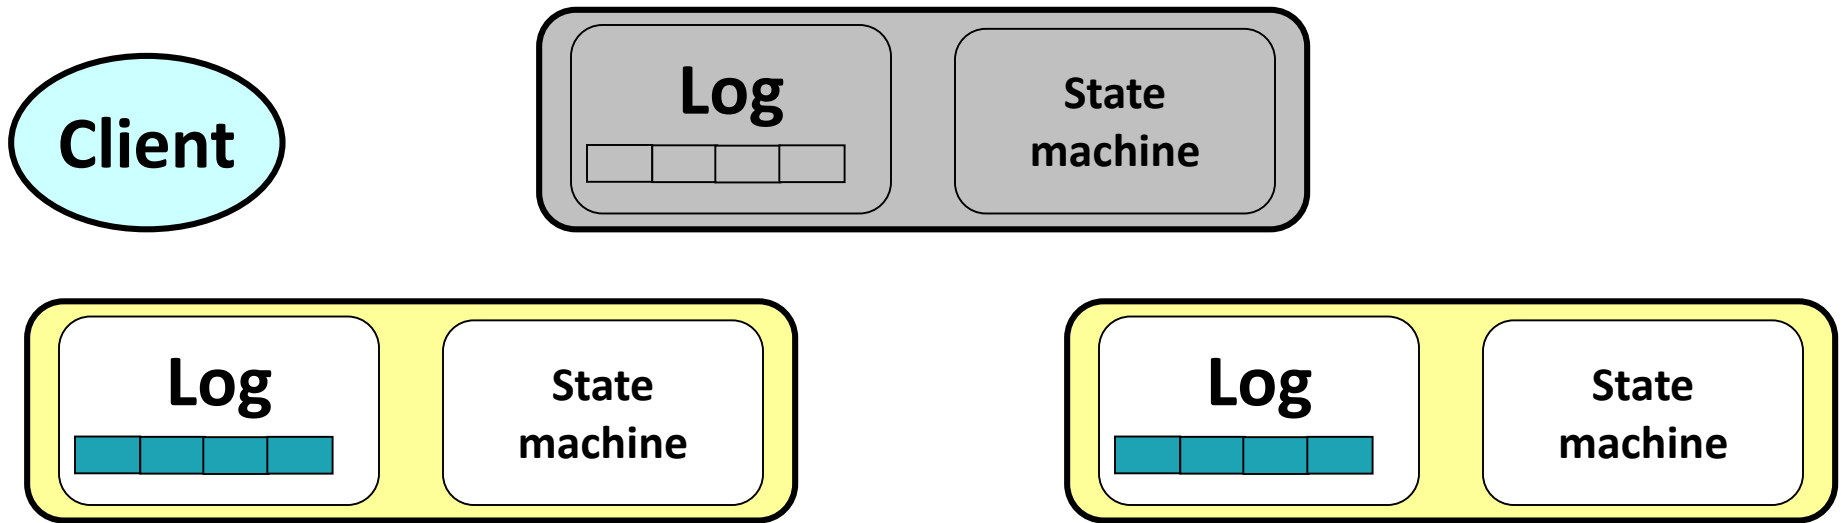 Client
Log
State
machine
Log
State
machine
Log
State
machine